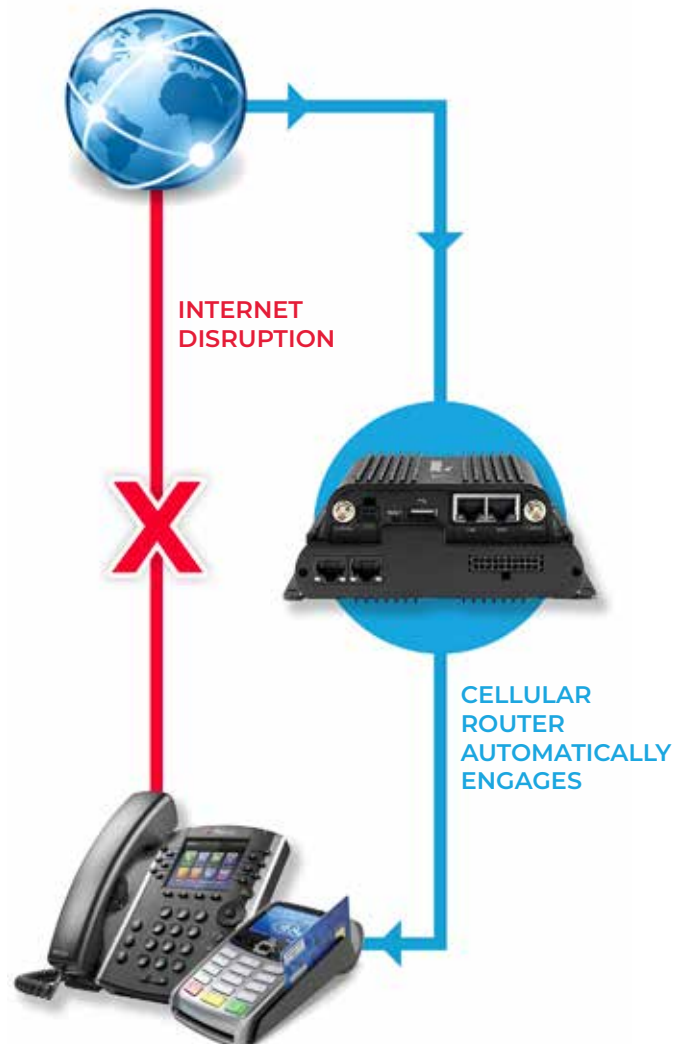 INTERNET
DISRUPTION
X
CELLULAR
ROUTER
AUTOMATICALLY
ENGAGES